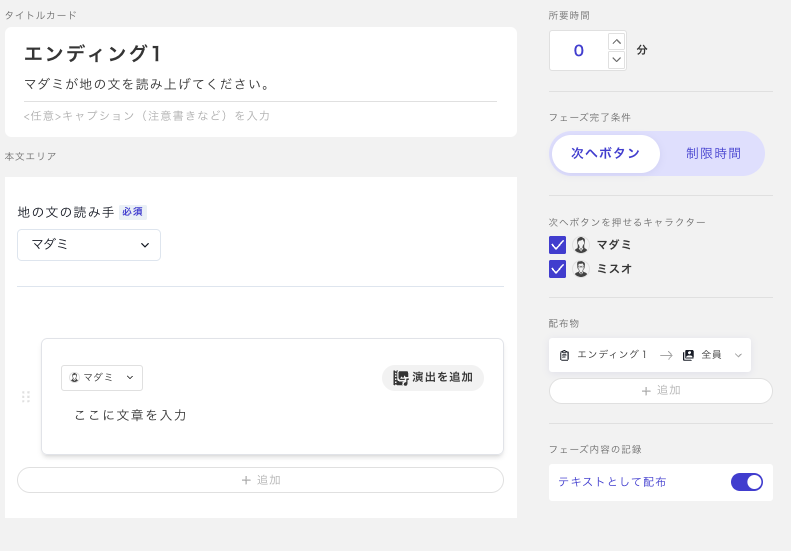 タイトルカード
エンディング1
マダミが地の文を読み上げてください。
<任意>キャプション（注意書きなど）を入力
本文エリア
地の文の読み手 必須
マダミ
マダミ
演出を追加
ここに文章を入力
+ 追加
所要時間
0 分
フェーズ完了条件
次へボタン 制限時間
次へボタンを押せるキャラクター
マダミ
ミスオ
配布物
エンディング1 → 全員
+ 追加
フェーズ内容の記録
テキストとして配布